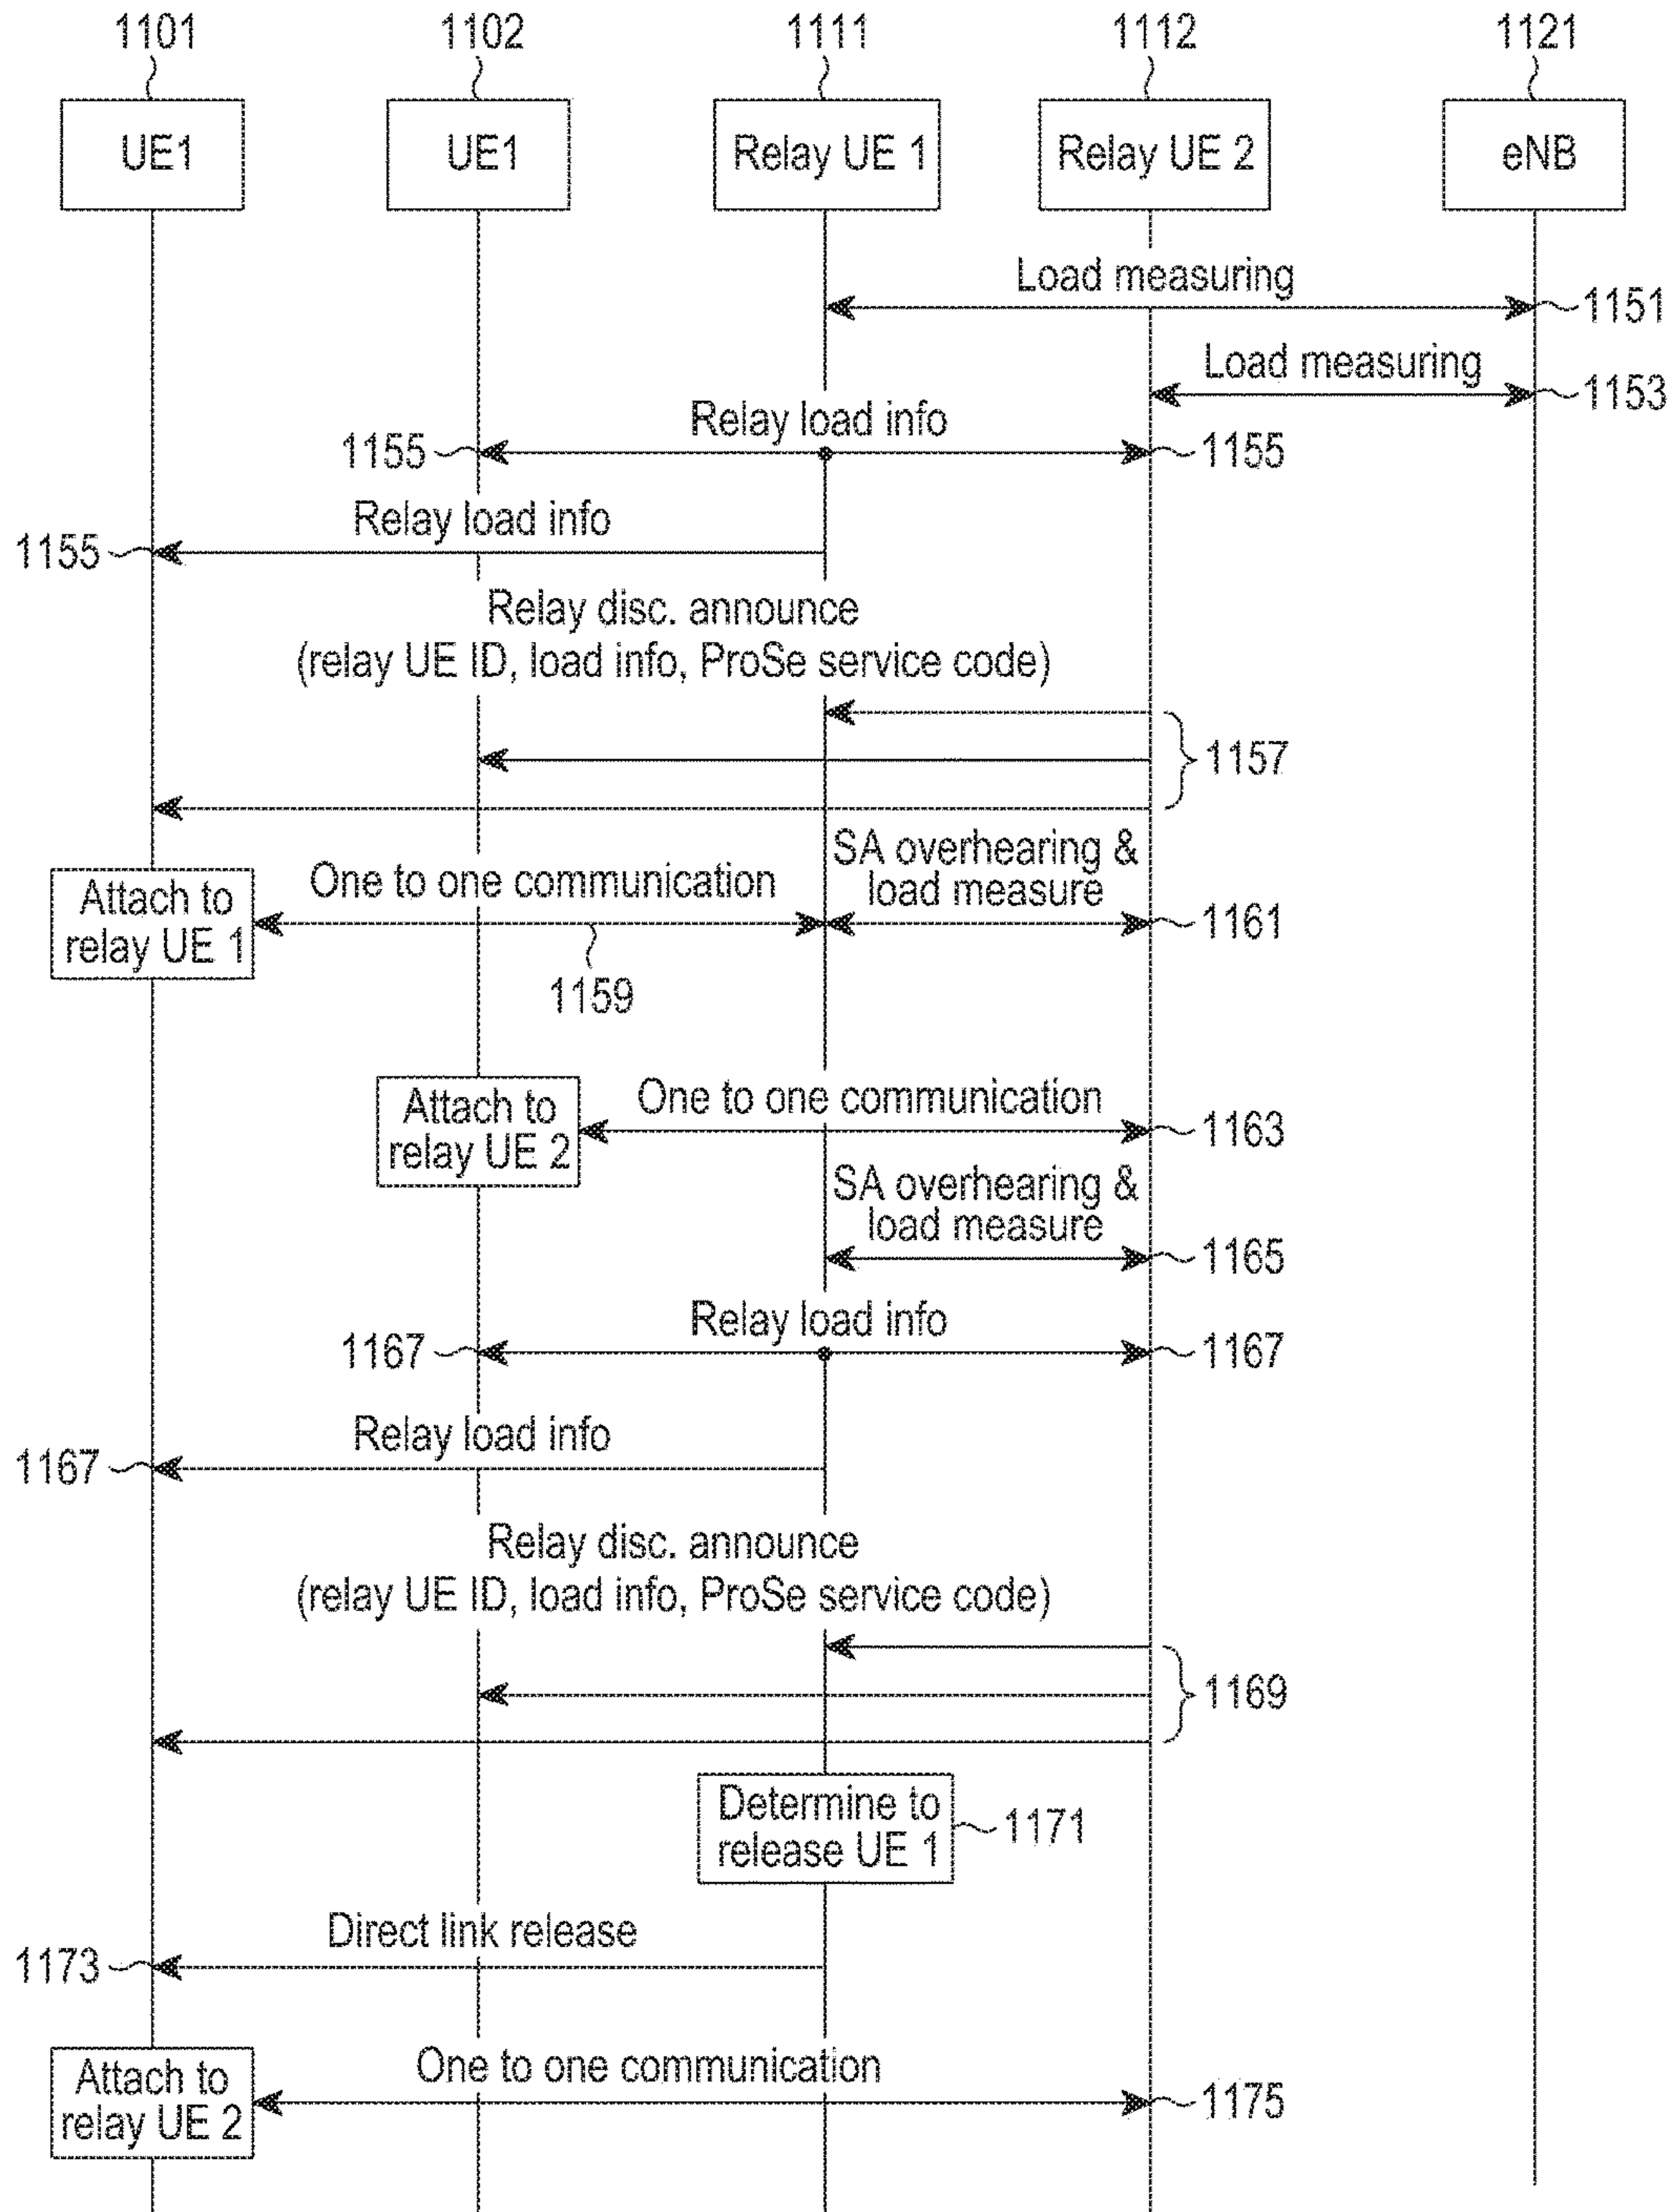 1101 1102 1111 1112 1121
UE1 UE1 Relay UE 1 Relay UE 2 eNB
Load measuring
1151
Load measuring
1153
Relay load info
1155 1155
Relay load info
1155
Relay disc. announce
(relay UE ID, load info, ProSe service code)
1157
SA overhearing &
load measure
One to one communication
Attach to
relay UE 1
1161
1159
One to one communication
Attach to
relay UE 2
1163
SA overhearing &
load measure
1165
Relay load info
1167 1167
Relay load info
1167
Relay disc. announce
(relay UE ID, load info, ProSe service code)
1169
Determine to
release UE 1
1171
Direct link release
1173
One to one communication
Attach to
relay UE 2
1175